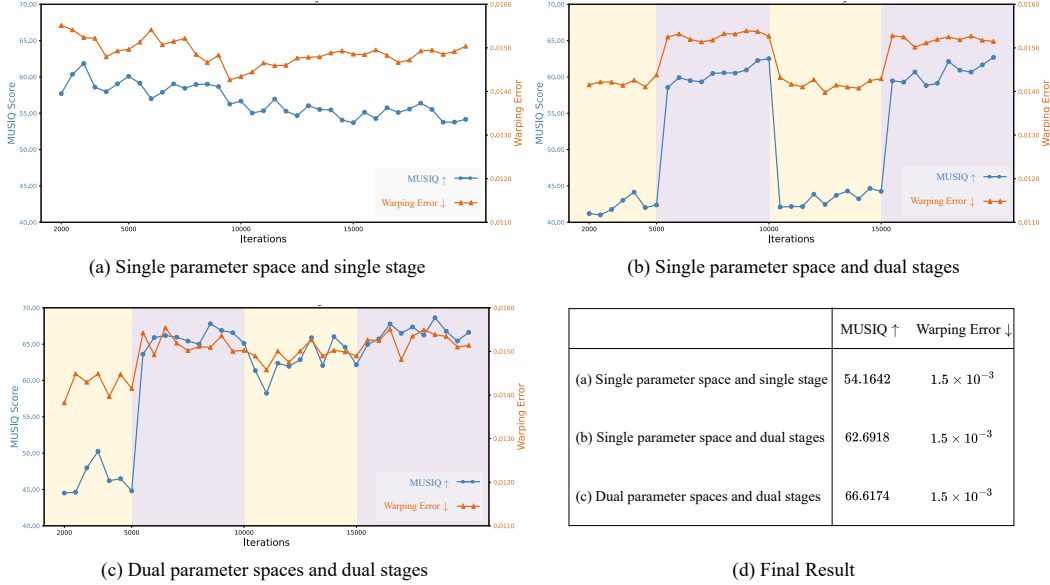 70.00
65.00
60.00
55.00
50.00
45.00
40.00
MUSIQ Score
0.0160
0.0150
0.0140
0.0130
0.0120
0.0110
Warping Error
MUSIQ ↑
Warping Error ↓
2000 5000 10000 15000
Iterations
(a) Single parameter space and single stage
70.00
65.00
60.00
55.00
50.00
45.00
40.00
MUSIQ Score
0.0160
0.0150
0.0140
0.0130
0.0120
0.0110
Warping Error
MUSIQ ↑
Warping Error ↓
2000 5000 10000 15000
Iterations
(b) Single parameter space and dual stages
70.00
65.00
60.00
55.00
50.00
45.00
40.00
MUSIQ Score
0.0160
0.0150
0.0140
0.0130
0.0120
0.0110
Warping Error
MUSIQ ↑
Warping Error ↓
2000 5000 10000 15000
Iterations
(c) Dual parameter spaces and dual stages
MUSIQ ↑ Warping Error ↓
(a) Single parameter space and single stage 54.1642 1.5 × 10⁻³
(b) Single parameter space and dual stages 62.6918 1.5 × 10⁻³
(c) Dual parameter spaces and dual stages 66.6174 1.5 × 10⁻³
(d) Final Result